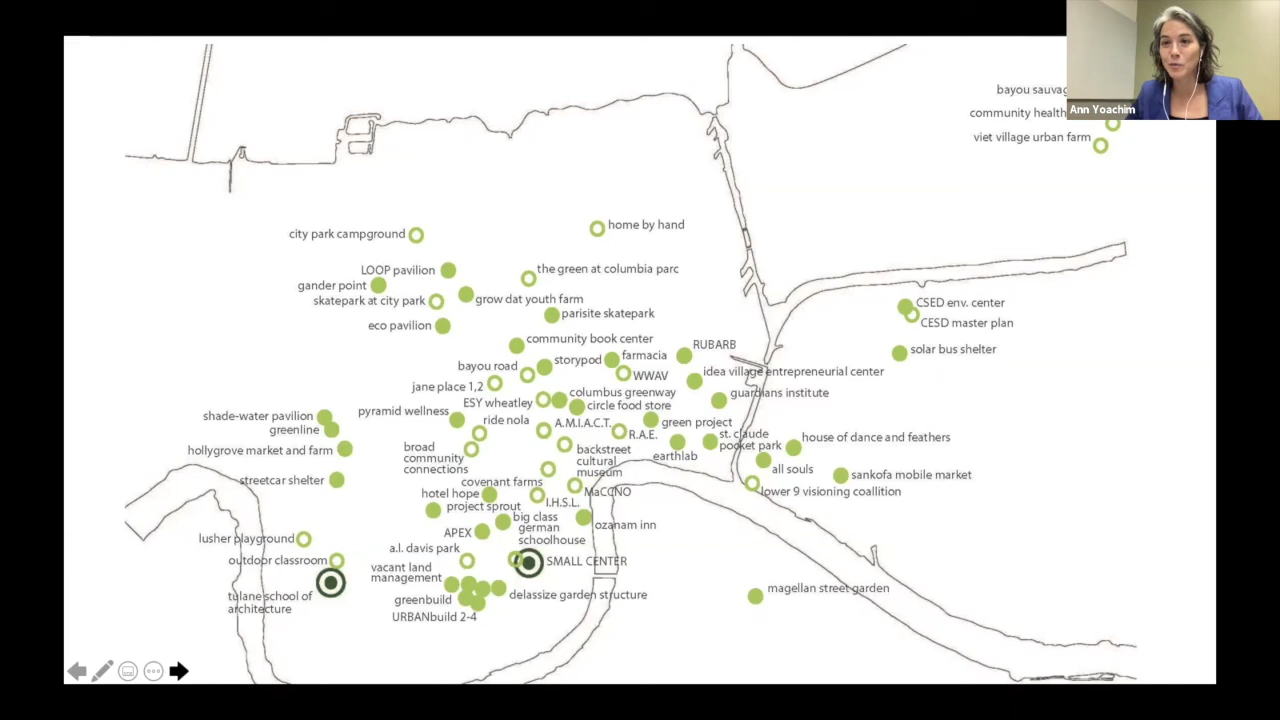 Ann Yoachim
bayou sauvag
community health
viet village urban farm
city park campground
home by hand
LOOP pavilion
the green at columbia parc
gander point
skatepark at city park
grow dat youth farm
eco pavilion
parisite skatepark
community book center
RUBARB
bayou road
storypod
farmacia
WWAV
idea village entrepreneurial center
jane place 1,2
columbus greenway
guardians institute
ESY wheatley
circle food store
CSED env. center
CESD master plan
solar bus shelter
shade-water pavilion
greenline
pyramid wellness
ride nola
A.M.I.A.C.T.
R.A.E.
green project
st. claude
pocket park
house of dance and feathers
hollygrove market and farm
broad
community
connections
backstreet
cultural
museum
earthlab
all souls
sankofa mobile market
streetcar shelter
covenant farms
hotel hope
project sprout
I.H.S.L.
MaCCNO
lower 9 visioning coalition
big class
german
schoolhouse
ozanam inn
APEX
lusher playground
outdoor classroom
a.l. davis park
SMALL CENTER
vacant land
management
tulane school of
architecture
greenbuild
URBANbuild 2-4
delassize garden structure
magellan street garden